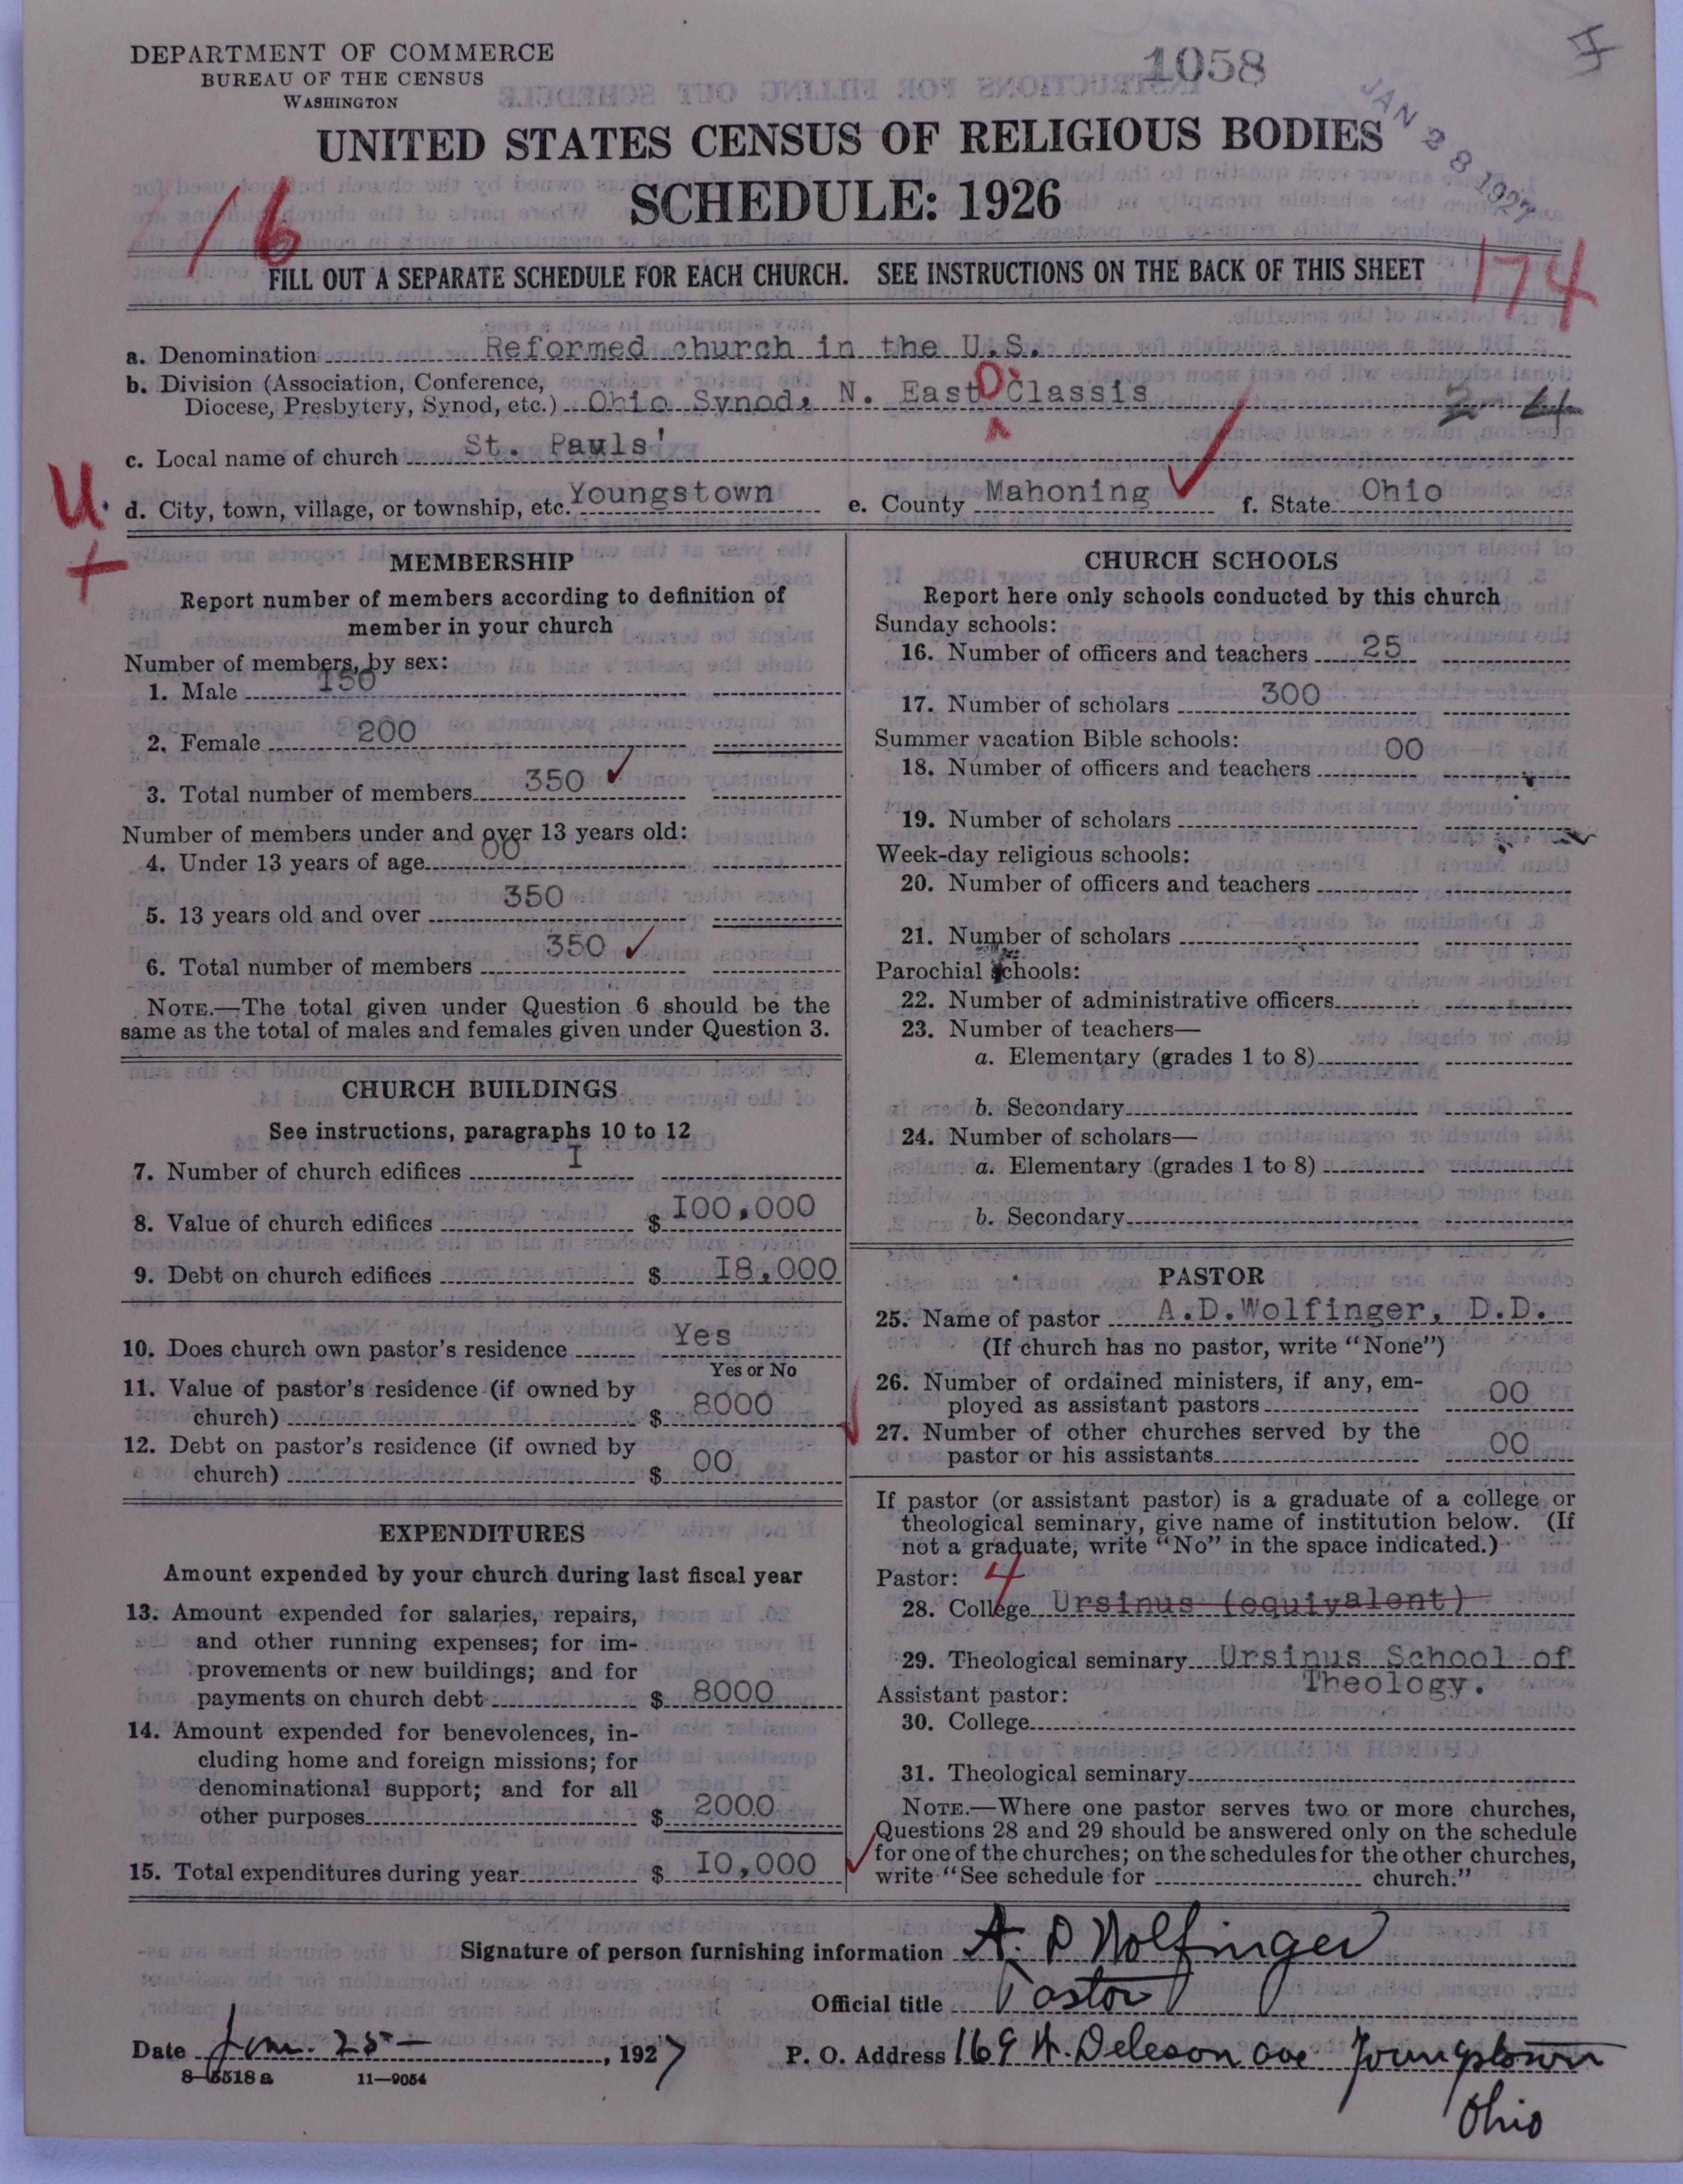 DEPARTMENT OF COMMERCE
BUREAU OF THE CENSUS
WASHINGTON
1058
JAN 28 1927
UNITED STATES CENSUS OF RELIGIOUS BODIES
SCHEDULE: 1926
16
174
FILL OUT A SEPARATE SCHEDULE FOR EACH CHURCH. SEE INSTRUCTIONS ON THE BACK OF THIS SHEET
a. Denomination Reformed church in the U.S.
b. Division (Association, Conference,
Diocese, Presbytery, Synod, etc.) Ohio Synod, N. East O Classis 4
c. Local name of church St. Pauls'
U.
d. City, town, village, or township, etc. Youngstown e. County Mahoning f. State Ohio
MEMBERSHIP
Report number of members according to definition of
member in your church
Number of members, by sex:
1. Male I50
2. Female 200
3. Total number of members 350
Number of members under and over 13 years old:
4. Under 13 years of age 00
5. 13 years old and over 350
6. Total number of members 350
NOTE.—The total given under Question 6 should be the
same as the total of males and females given under Question 3.
CHURCH BUILDINGS
See instructions, paragraphs 10 to 12
7. Number of church edifices I
8. Value of church edifices $ I00,000
9. Debt on church edifices $ I8,000
10. Does church own pastor's residence Yes
Yes or No
11. Value of pastor's residence (if owned by
church) $ 8000
12. Debt on pastor's residence (if owned by
church) $ 00
EXPENDITURES
Amount expended by your church during last fiscal year
13. Amount expended for salaries, repairs,
and other running expenses; for im-
provements or new buildings; and for
payments on church debt $ 8000
14. Amount expended for benevolences, in-
cluding home and foreign missions; for
denominational support; and for all
other purposes $ 2000
15. Total expenditures during year $ I0,000
CHURCH SCHOOLS
Report here only schools conducted by this church
Sunday schools:
16. Number of officers and teachers 25
17. Number of scholars 300
Summer vacation Bible schools:
18. Number of officers and teachers 00
19. Number of scholars
Week-day religious schools:
20. Number of officers and teachers
21. Number of scholars
Parochial schools:
22. Number of administrative officers
23. Number of teachers—
a. Elementary (grades 1 to 8)
b. Secondary
24. Number of scholars—
a. Elementary (grades 1 to 8)
b. Secondary
PASTOR
25. Name of pastor A.D.Wolfinger, D.D.
(If church has no pastor, write "None")
26. Number of ordained ministers, if any, em-
ployed as assistant pastors 00
27. Number of other churches served by the
pastor or his assistants 00
If pastor (or assistant pastor) is a graduate of a college or
theological seminary, give name of institution below. (If
not a graduate, write "No" in the space indicated.)
Pastor: 4
28. College Ursinus (equivalent)
29. Theological seminary Ursinus School of
Theology.
Assistant pastor:
30. College
31. Theological seminary
NOTE.—Where one pastor serves two or more churches,
Questions 28 and 29 should be answered only on the schedule
for one of the churches; on the schedules for the other churches,
write "See schedule for church."
Signature of person furnishing information A. D Wolfinger
Official title Pastor
Date Jan. 25—, 1927 P. O. Address 169 W. Deleson ave Youngstown
Ohio
8—5518 a 11—9054